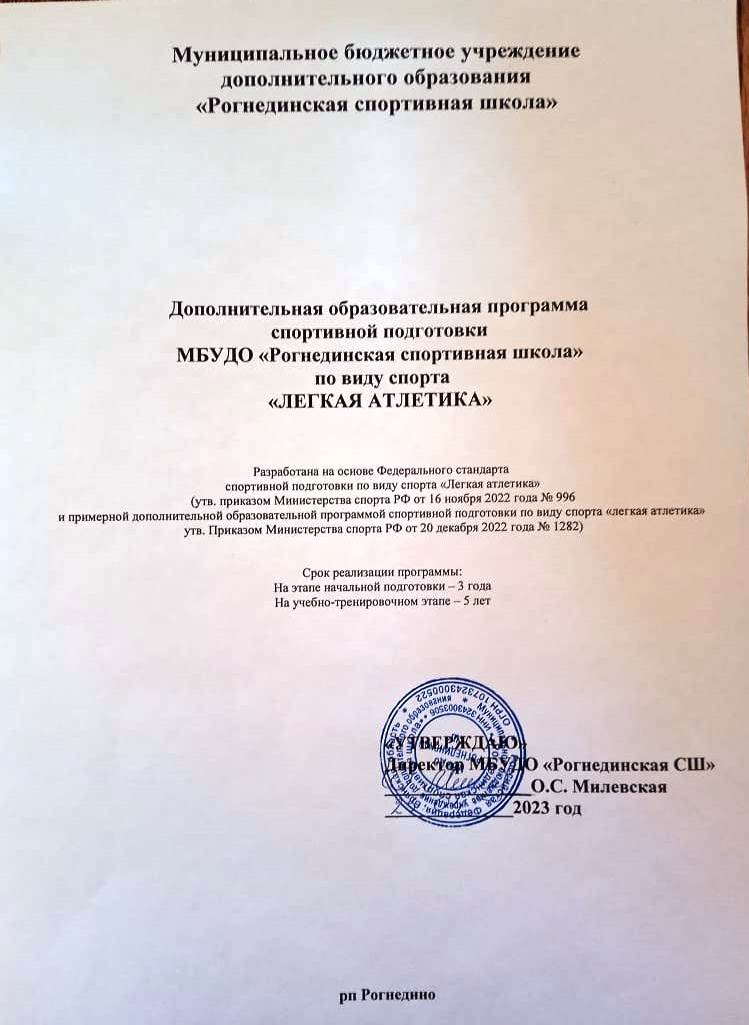 Муниципальное бюджетное учреждение
дополнительного образования
«Рогнединская спортивная школа»
Дополнительная образовательная программа
спортивной подготовки
МБУДО «Рогнединская спортивная школа»
по виду спорта
«ЛЕГКАЯ АТЛЕТИКА»
Разработана на основе Федерального стандарта
спортивной подготовки по виду спорта «Легкая атлетика»
(утв. приказом Министерства спорта РФ от 16 ноября 2022 года № 996
и примерной дополнительной образовательной программой спортивной подготовки по виду спорта «легкая атлетика»
утв. Приказом Министерства спорта РФ от 20 декабря 2022 года № 1282)
Срок реализации программы:
На этапе начальной подготовки – 3 года
На учебно-тренировочном этапе – 5 лет
«УТВЕРЖДАЮ»
Директор МБУДО «Рогнединская СШ»
О.С. Милевская
2023 год
ОГРН 1073243000522
ИНН 3243003506
рп Рогнедино